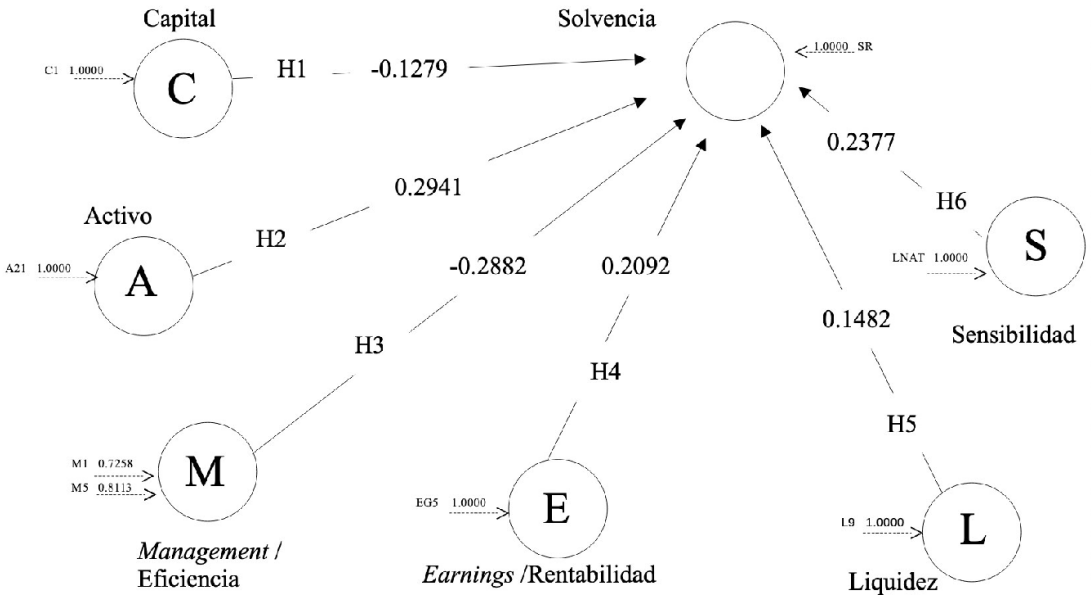 Capital
Solvencia
C1 1.0000
C
H1 -0.1279
1.0000 SR
0.2377
0.2941
Activo
H2
H6
A21 1.0000
A
S
LNAT 1.0000
-0.2882
0.2092
0.1482
Sensibilidad
H3
H4
H5
M1 0.7258
M5 0.8113
M
EG5 1.0000
E
L9 1.0000
L
Management /
Eficiencia
Earnings /Rentabilidad
Liquidez